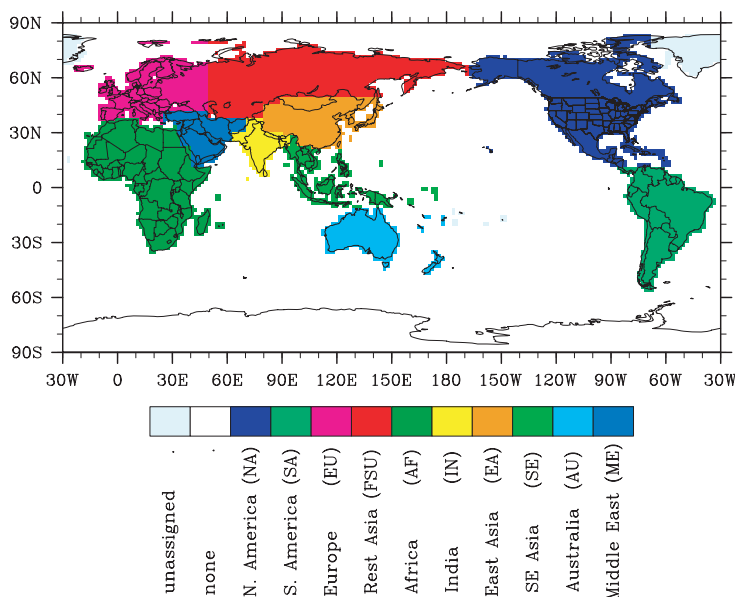 90N
60N
30N
0
30S
60S
90S
30W 0 30E 60E 90E 120E 150E 180 150W 120W 90W 60W 30W
unassigned .
none .
N. America (NA)
S. America (SA)
Europe (EU)
Rest Asia (FSU)
Africa (AF)
India (IN)
East Asia (EA)
SE Asia (SE)
Australia (AU)
Middle East (ME)